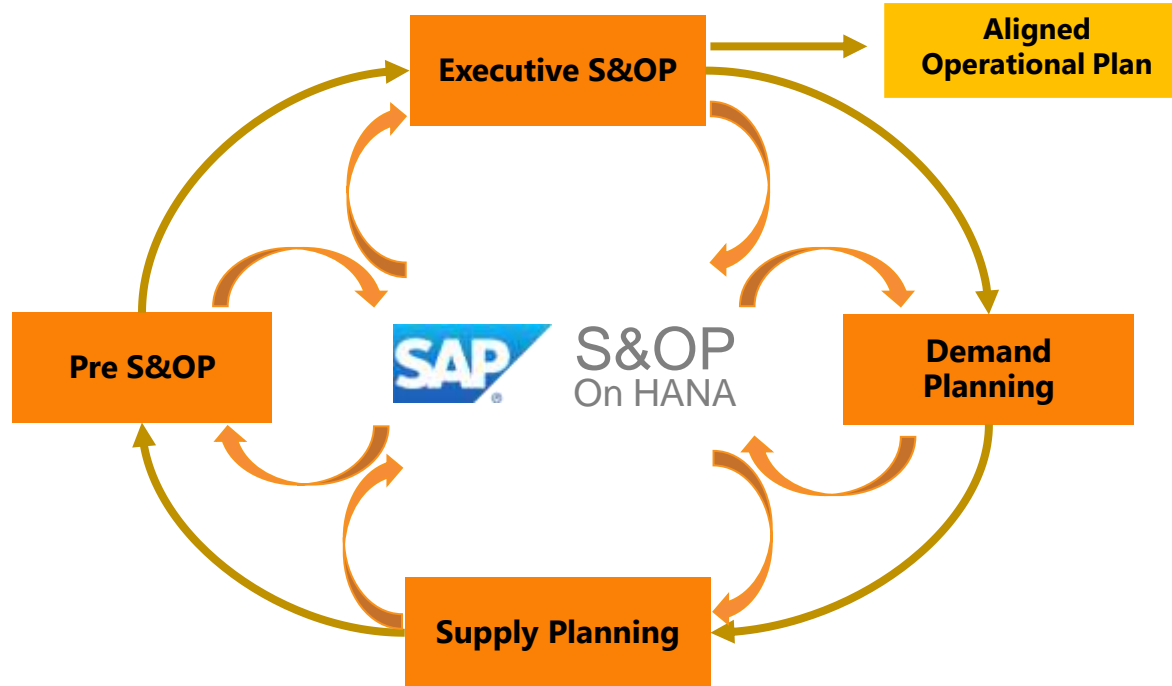 Executive S&OP
Aligned
Operational Plan
Pre S&OP
SAP
®
S&OP
On HANA
Demand
Planning
Supply Planning